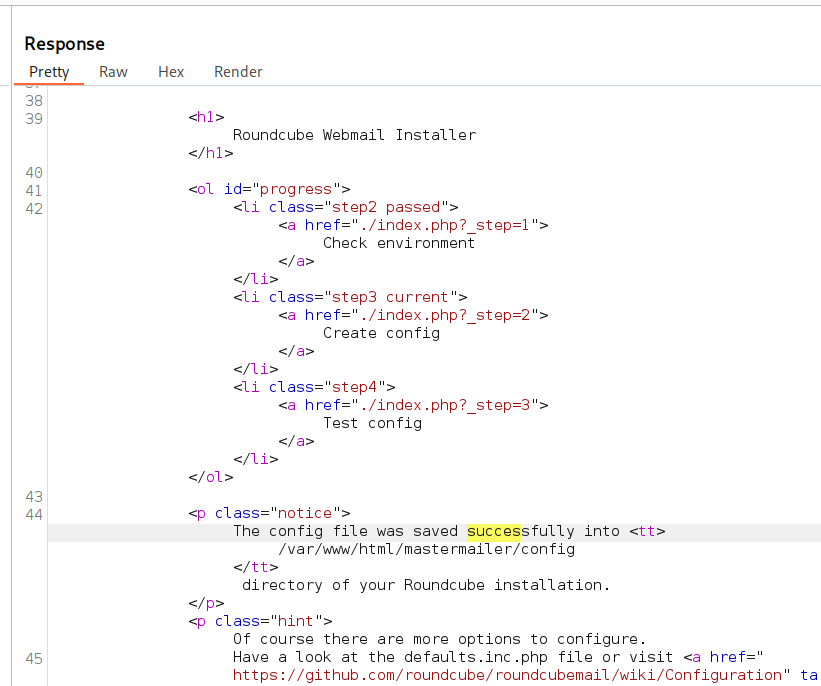 Response
Pretty Raw Hex Render
38
39 <h1>
Roundcube Webmail Installer
</h1>
40
41 <ol id="progress">
42 <li class="step2 passed">
<a href="./index.php?_step=1">
Check environment
</a>
</li>
<li class="step3 current">
<a href="./index.php?_step=2">
Create config
</a>
</li>
<li class="step4">
<a href="./index.php?_step=3">
Test config
</a>
</li>
</ol>
43
44 <p class="notice">
The config file was saved successfully into <tt>
/var/www/html/mastermailer/config
</tt>
directory of your Roundcube installation.
</p>
<p class="hint">
Of course there are more options to configure.
45 Have a look at the defaults.inc.php file or visit <a href="
https://github.com/roundcube/roundcubemail/wiki/Configuration" ta